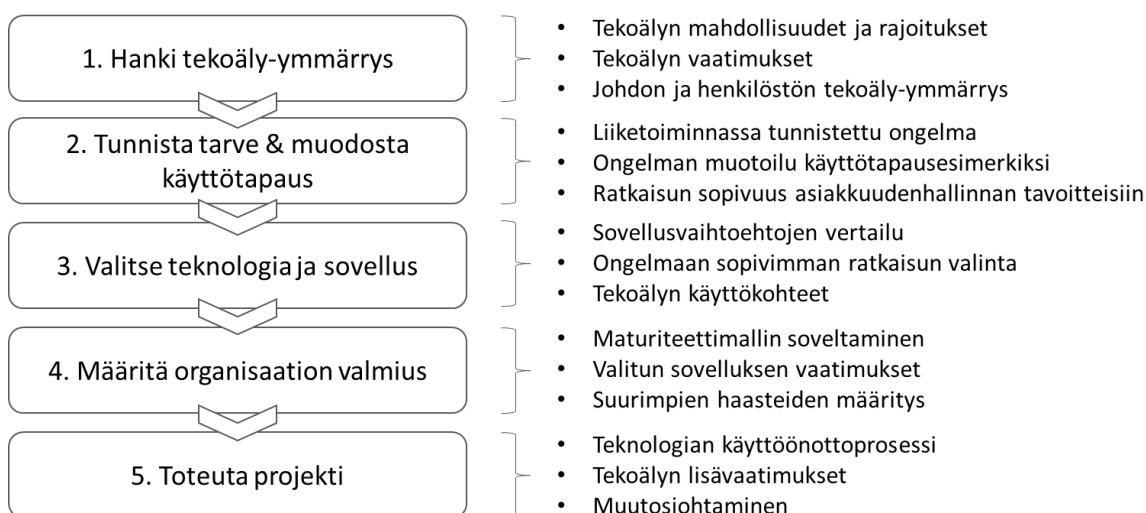 1. Hanki tekoäly-ymmärrys
• Tekoälyn mahdollisuudet ja rajoitukset
• Tekoälyn vaatimukset
• Johdon ja henkilöstön tekoäly-ymmärrys
2. Tunnista tarve & muodosta
käyttötapaus
• Liiketoiminnassa tunnistettu ongelma
• Ongelman muotoilu käyttötapausesimerkiksi
• Ratkaisun sopivuus asiakkuudenhallinnan tavoitteisiin
3. Valitse teknologia ja sovellus
• Sovellusvaihtoehtojen vertailu
• Ongelmaan sopivimman ratkaisun valinta
• Tekoälyn käyttökohteet
4. Määritä organisaation valmius
• Maturiteettimallin soveltaminen
• Valitun sovelluksen vaatimukset
• Suurimpien haasteiden määritys
5. Toteuta projekti
• Teknologian käyttöönottoprosessi
• Tekoälyn lisävaatimukset
• Muutosjohtaminen